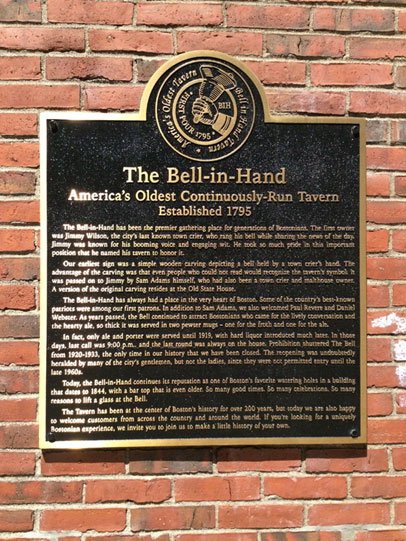 America's Oldest Tavern Bell in Hand Tavern
FIRST POUR 1795
BIH
The Bell-in-Hand
America's Oldest Continuously-Run Tavern
Established 1795
The Bell-in-Hand has been the premier gathering place for generations of Bostonians. The first owner
was Jimmy Wilson, the city's last known town crier, who rang his bell while sharing the news of the day.
Jimmy was known for his booming voice and engaging wit. He took so much pride in this important
position that he named his tavern to honor it.
Our earliest sign was a simple wooden carving depicting a bell held by a town crier's hand. The
advantage of the carving was that even people who could not read would recognize the tavern's symbol. It
was passed on to Jimmy by Sam Adams himself, who had also been a town crier and malthouse owner.
A version of the original carving resides at the Old State House.
The Bell-in-Hand has always had a place in the very heart of Boston. Some of the country's best-known
patriots were among our first patrons. In addition to Sam Adams, we also welcomed Paul Revere and Daniel
Webster. As years passed, the Bell continued to attract Bostonians who came for the lively conversation and
the hearty ale, so thick it was served in two pewter mugs – one for the froth and one for the ale.
In fact, only ale and porter were served until 1919, with hard liquor introduced much later. In those
days, last call was 9:00 p.m., and the last round was always on the house. Prohibition shuttered The Bell
from 1920-1933, the only time in our history that we have been closed. The reopening was undoubtedly
heralded by many of the city's gentlemen, but not the ladies, since they were not permitted entry until the
late 1960s.
Today, the Bell-in-Hand continues its reputation as one of Boston's favorite watering holes in a building
that dates to 1844, with a bar top that is even older. So many good times. So many celebrations. So many
reasons to lift a glass at the Bell.
The Tavern has been at the center of Boston's history for over 200 years, but today we are also happy
to welcome customers from across the country and around the world. If you're looking for a uniquely
Bostonian experience, we invite you to join us to make a little history of your own.